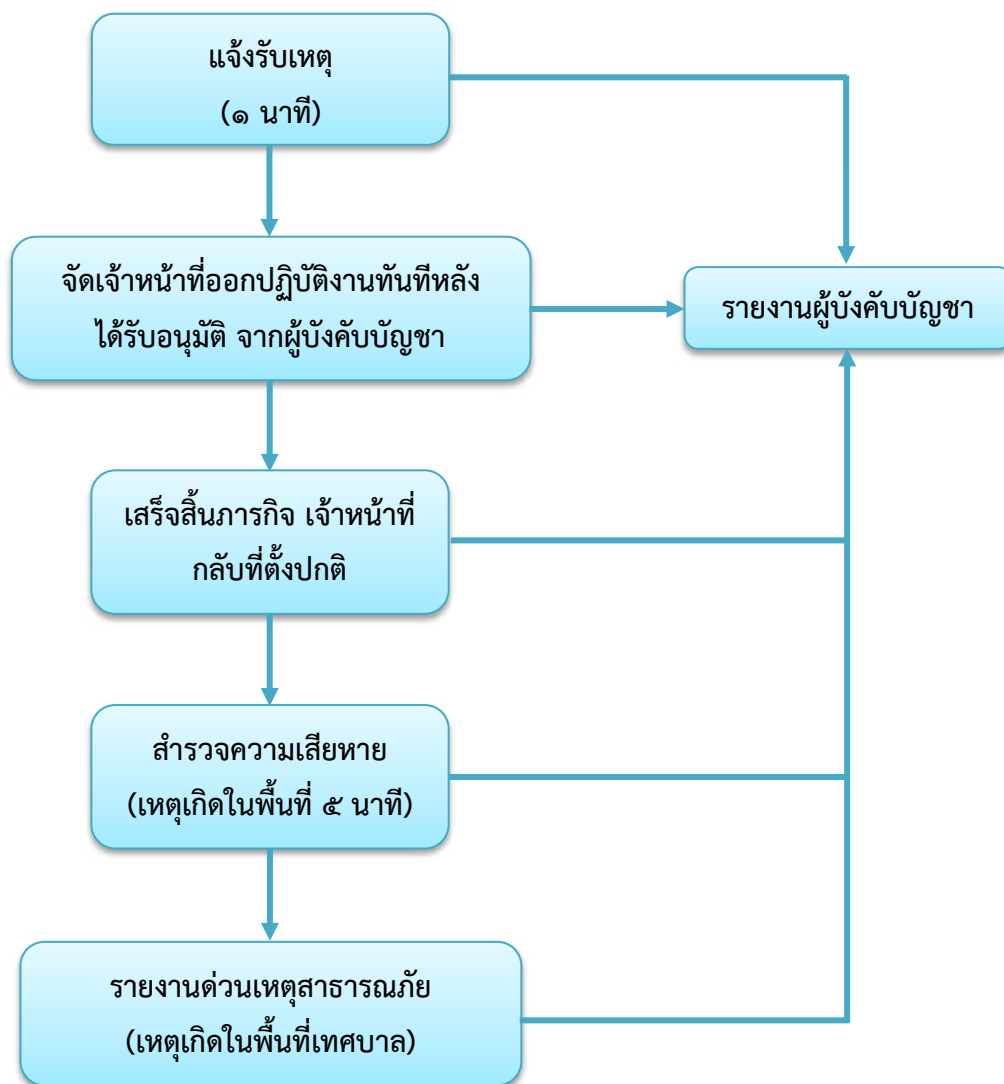 แจ้งรับเหตุ
(๑ นาที)
จัดเจ้าหน้าที่ออกปฏิบัติงานทันทีหลัง
ได้รับอนุมัติ จากผู้บังคับบัญชา
รายงานผู้บังคับบัญชา
เสร็จสิ้นภารกิจ เจ้าหน้าที่
กลับที่ตั้งปกติ
สำรวจความเสียหาย
(เหตุเกิดในพื้นที่ ๕ นาที)
รายงานด่วนเหตุสาธารณภัย
(เหตุเกิดในพื้นที่เทศบาล)